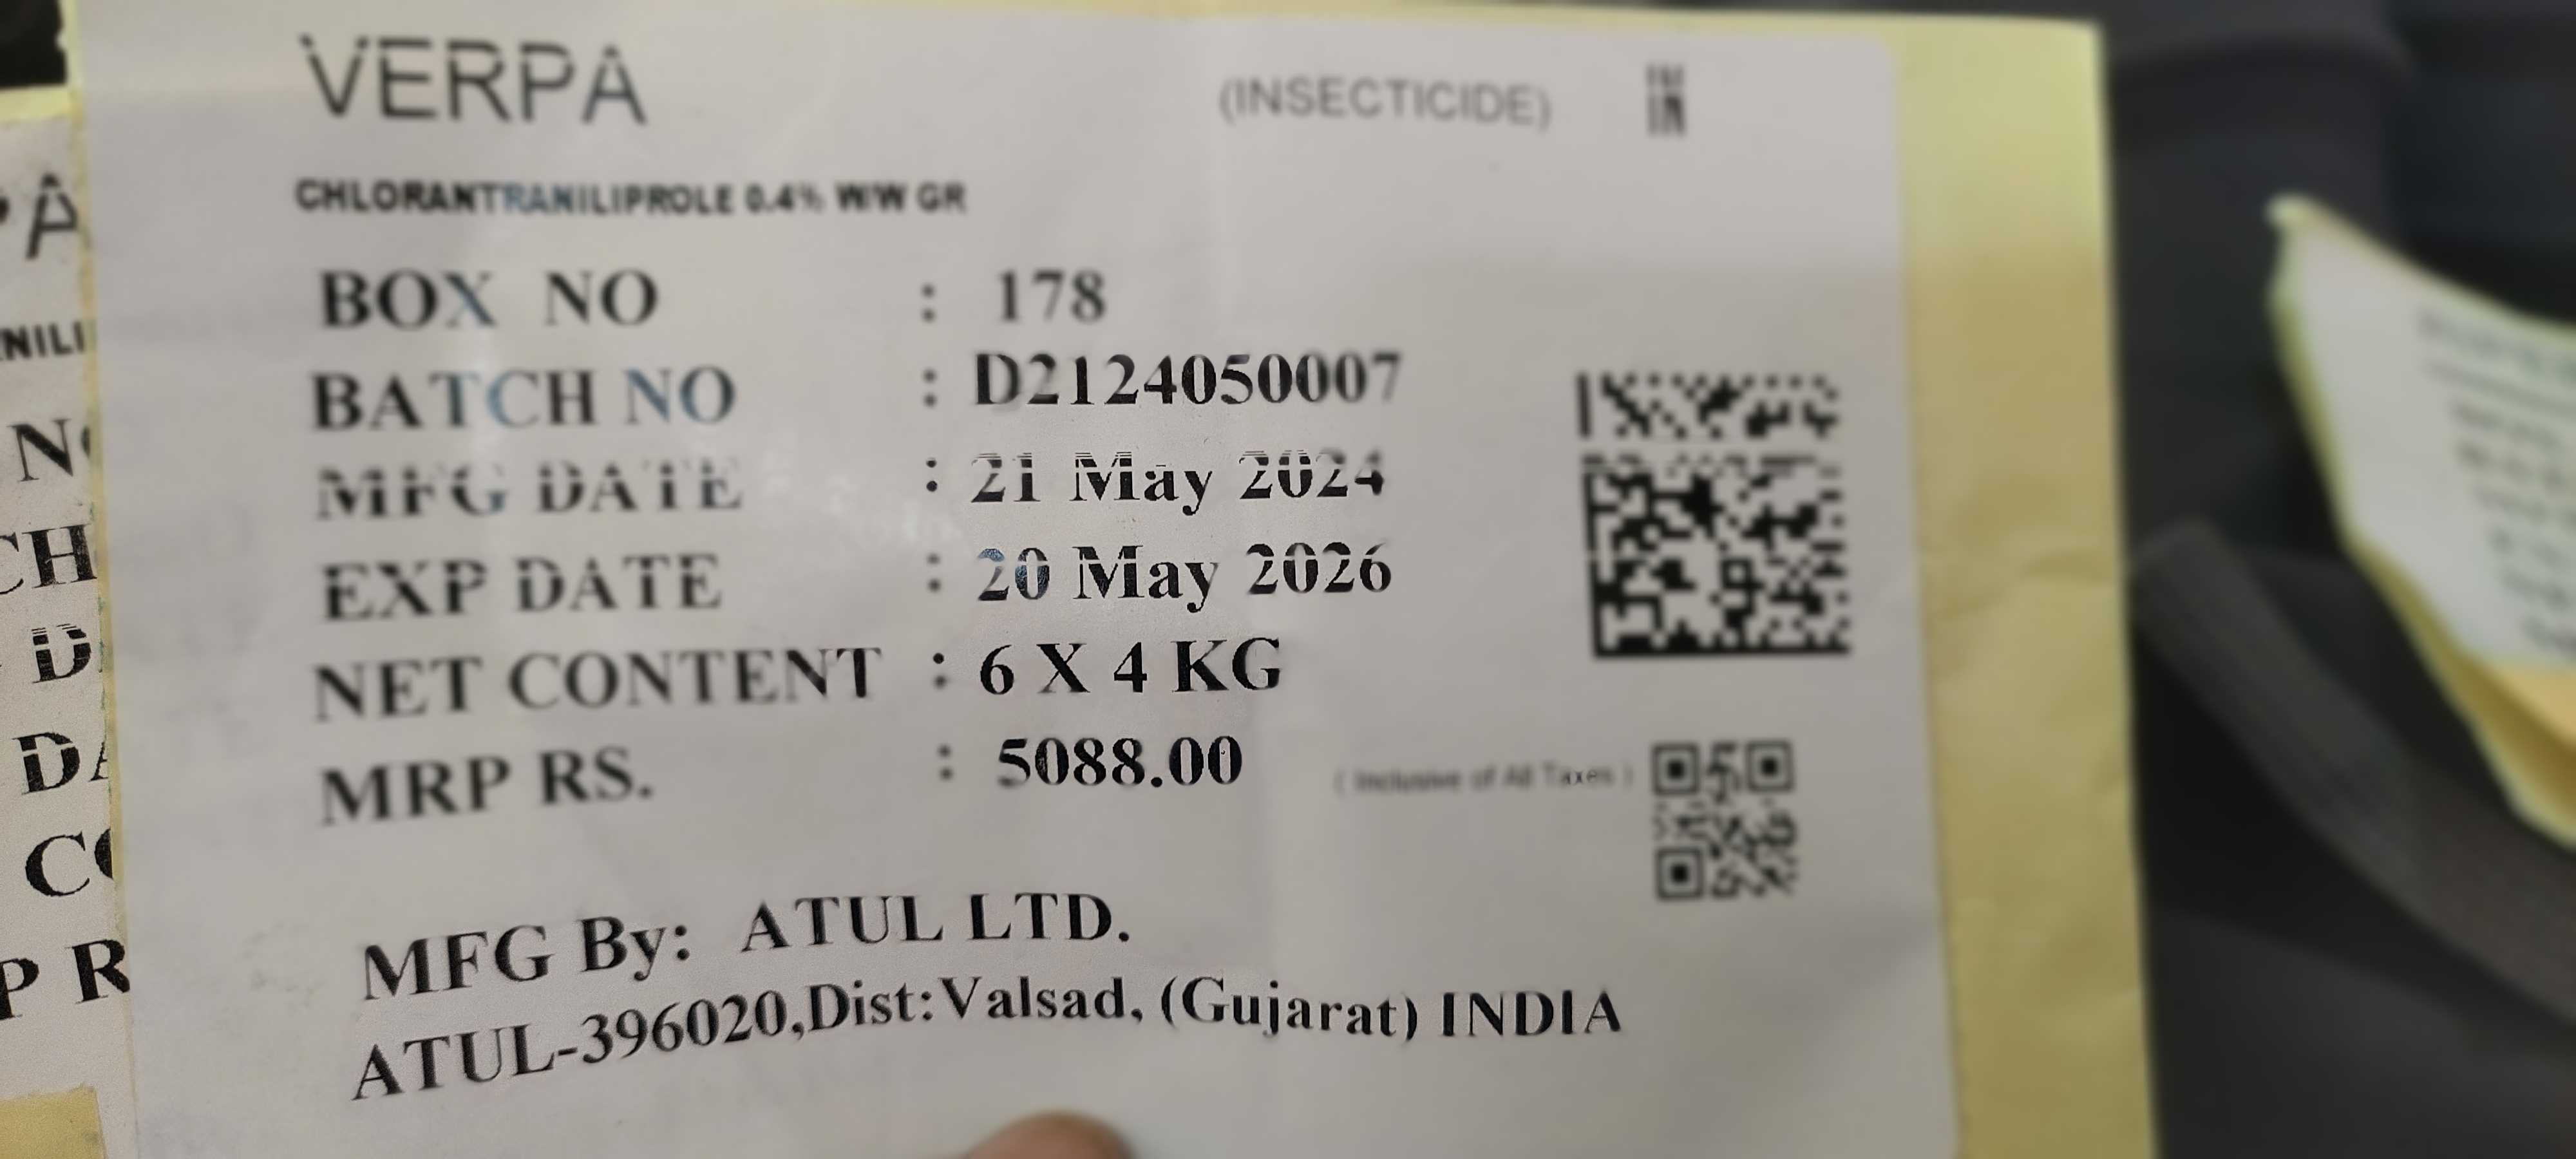 VERPA (INSECTICIDE)
CHLORANTRANILIPROLE 0.4% W/W GR
BOX NO : 178
BATCH NO : D2124050007
MFG DATE : 21 May 2024
EXP DATE : 20 May 2026
NET CONTENT : 6 X 4 KG
MRP RS. : 5088.00 ( Inclusive of All Taxes )
MFG By: ATUL LTD.
ATUL-396020,Dist:Valsad, (Gujarat) INDIA